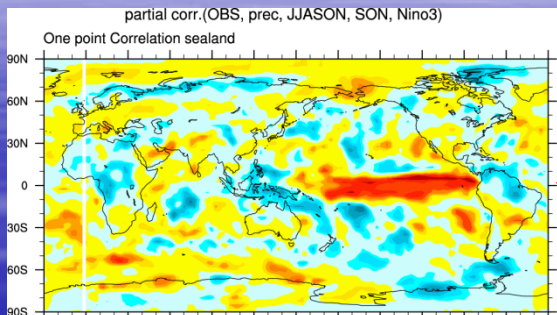 partial corr.(OBS, prec, JJASON, SON, Nino3)
One point Correlation sealand
90N
60N
30N
0
30S
60S
90S